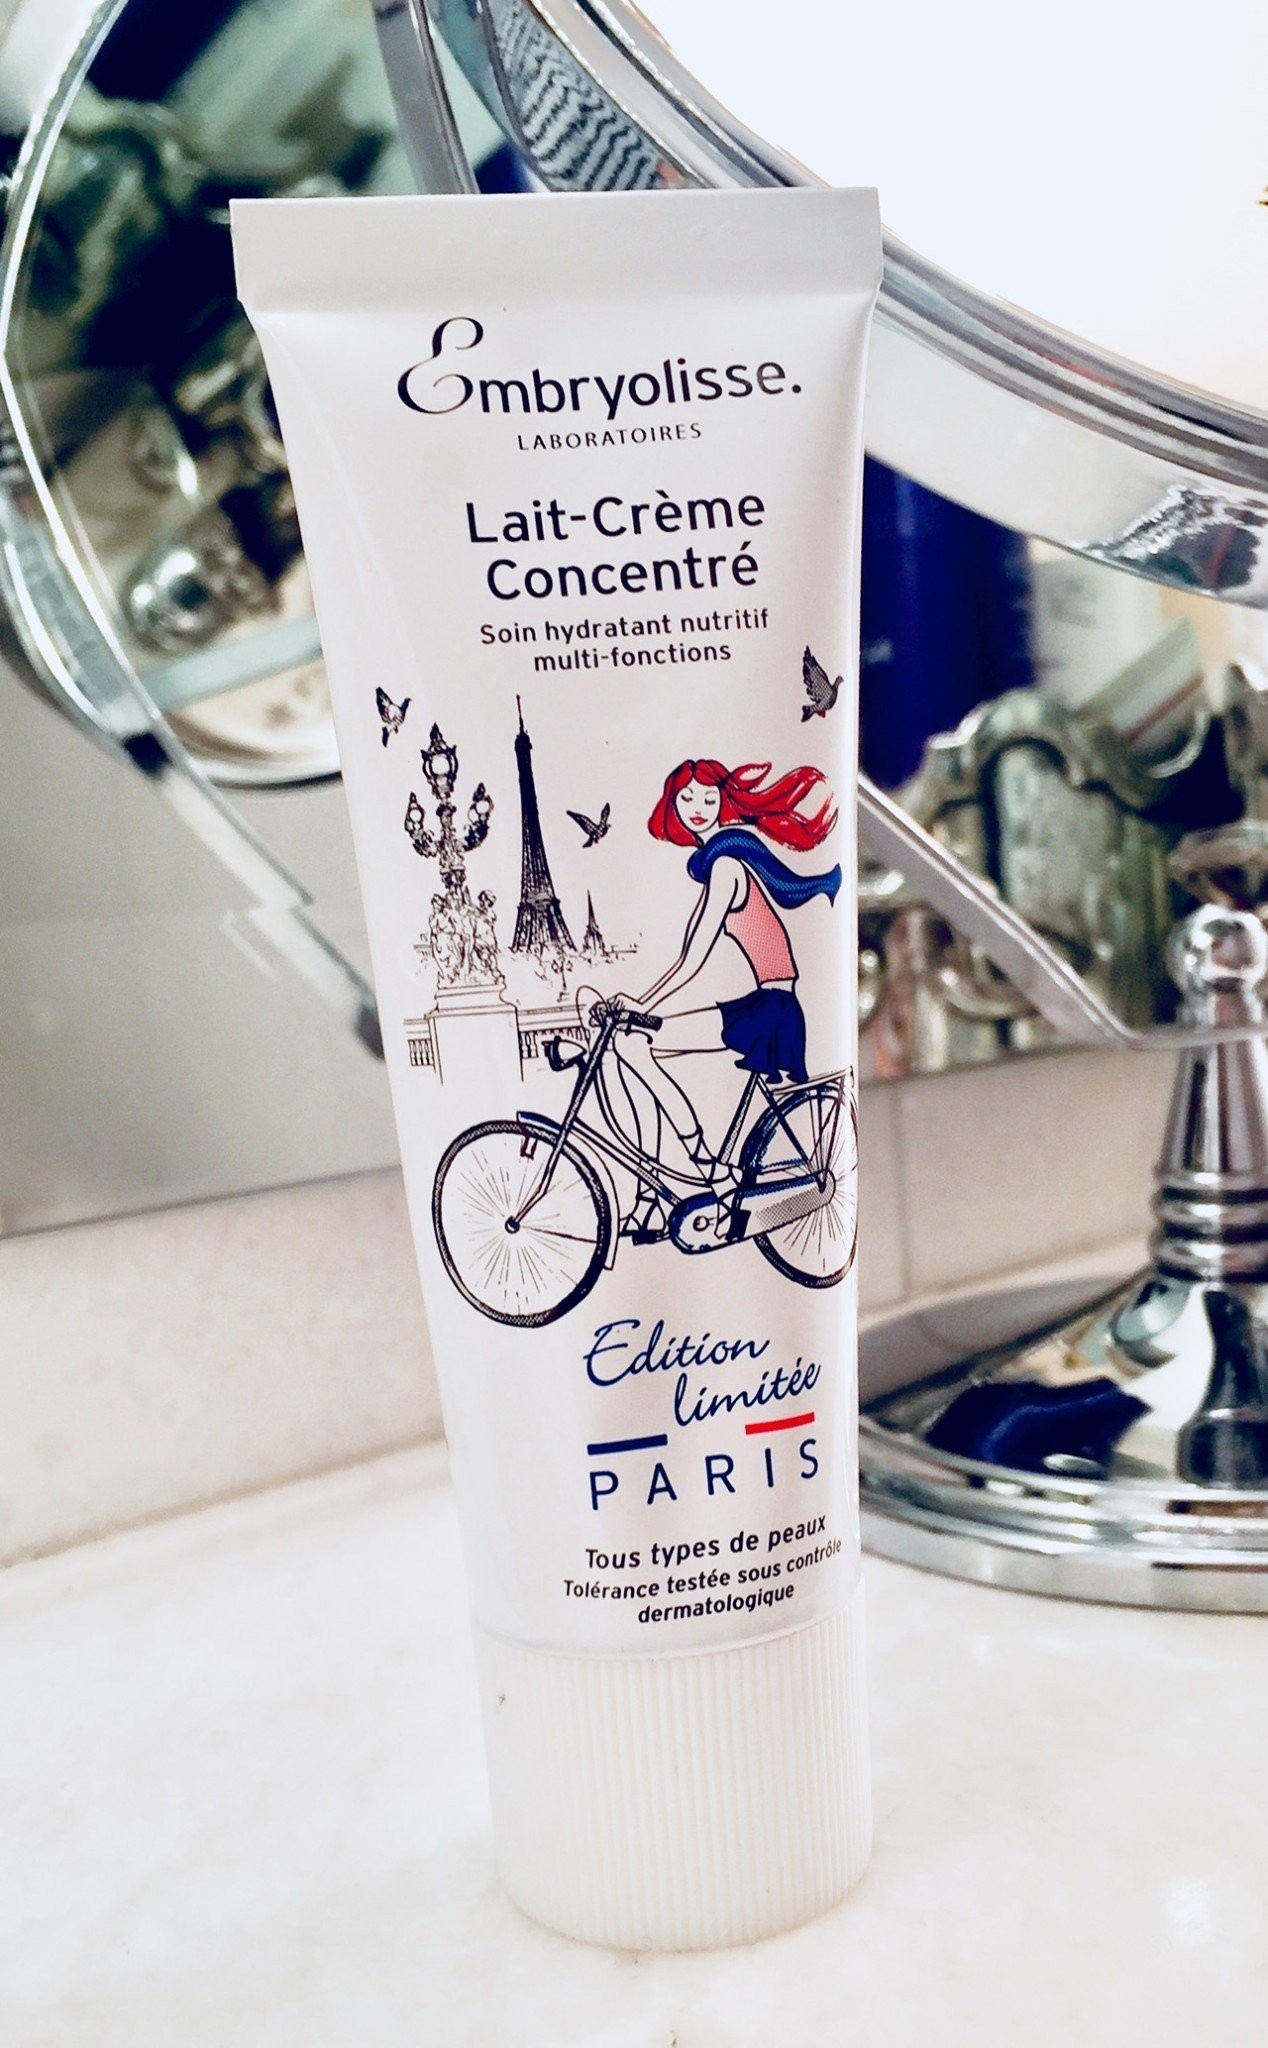 Embryolisse.
LABORATOIRES
Lait-Crème
Concentré
Soin hydratant nutritif
multi-fonctions
Edition
limitée
PARIS
Tous types de peaux
Tolérance testée sous contrôle
dermatologique